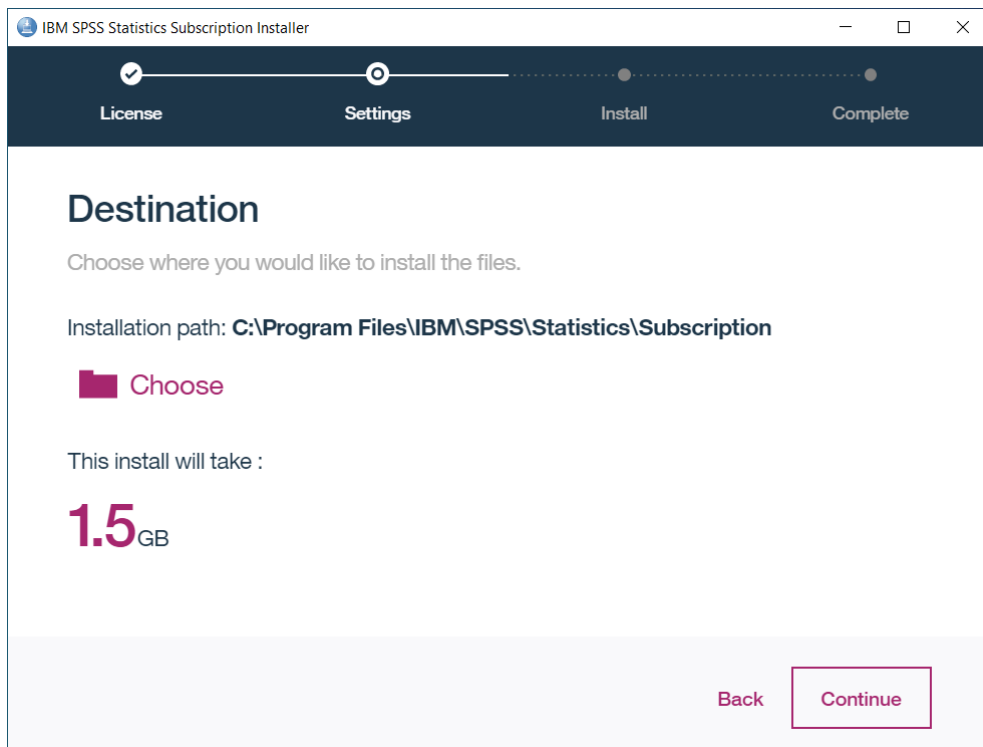 IBM SPSS Statistics Subscription Installer
License Settings Install Complete
Destination
Choose where you would like to install the files.
Installation path: C:\Program Files\IBM\SPSS\Statistics\Subscription
Choose
This install will take :
1.5GB
Back Continue